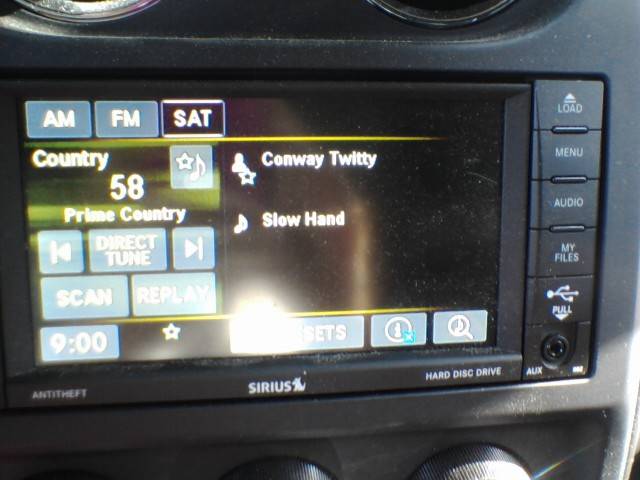 AM FM SAT
LOAD
MENU
AUDIO
MY
FILES
PULL
AUX
Country
58
Prime Country
Conway Twitty
Slow Hand
DIRECT
TUNE
SCAN REPLAY
9:00
ANTITHEFT
SIRIUS
HARD DISC DRIVE